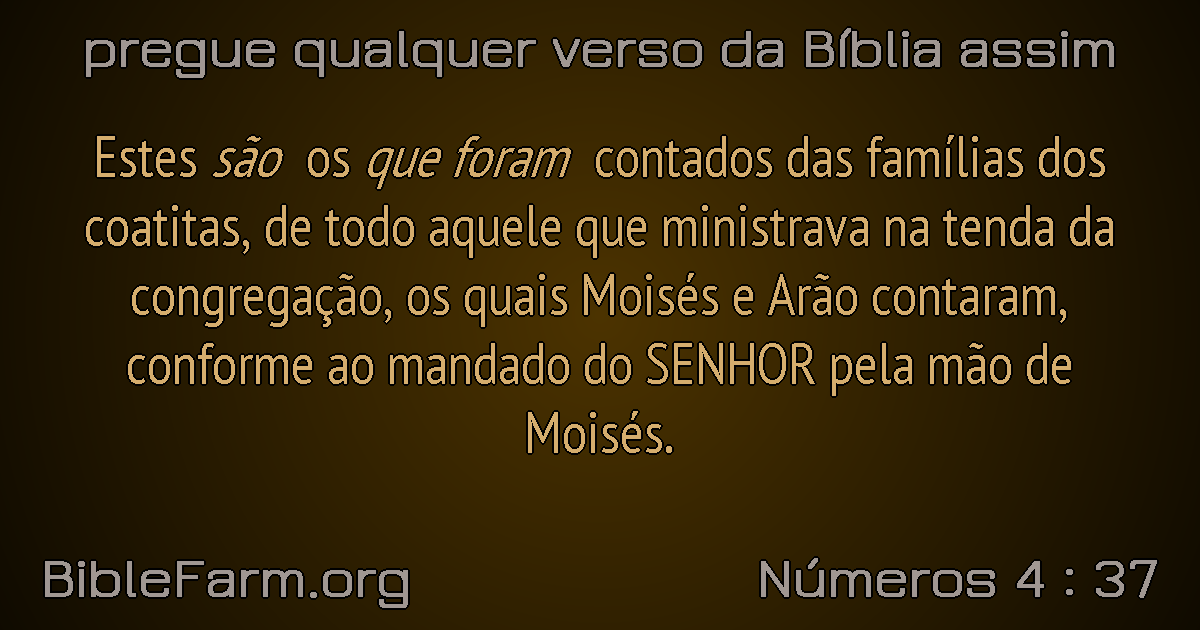 pregue qualquer verso da Bíblia assim
Estes são os que foram contados das famílias dos
coatitas, de todo aquele que ministrava na tenda da
congregação, os quais Moisés e Arão contaram,
conforme ao mandado do SENHOR pela mão de
Moisés.
BibleFarm.org
Números 4 : 37